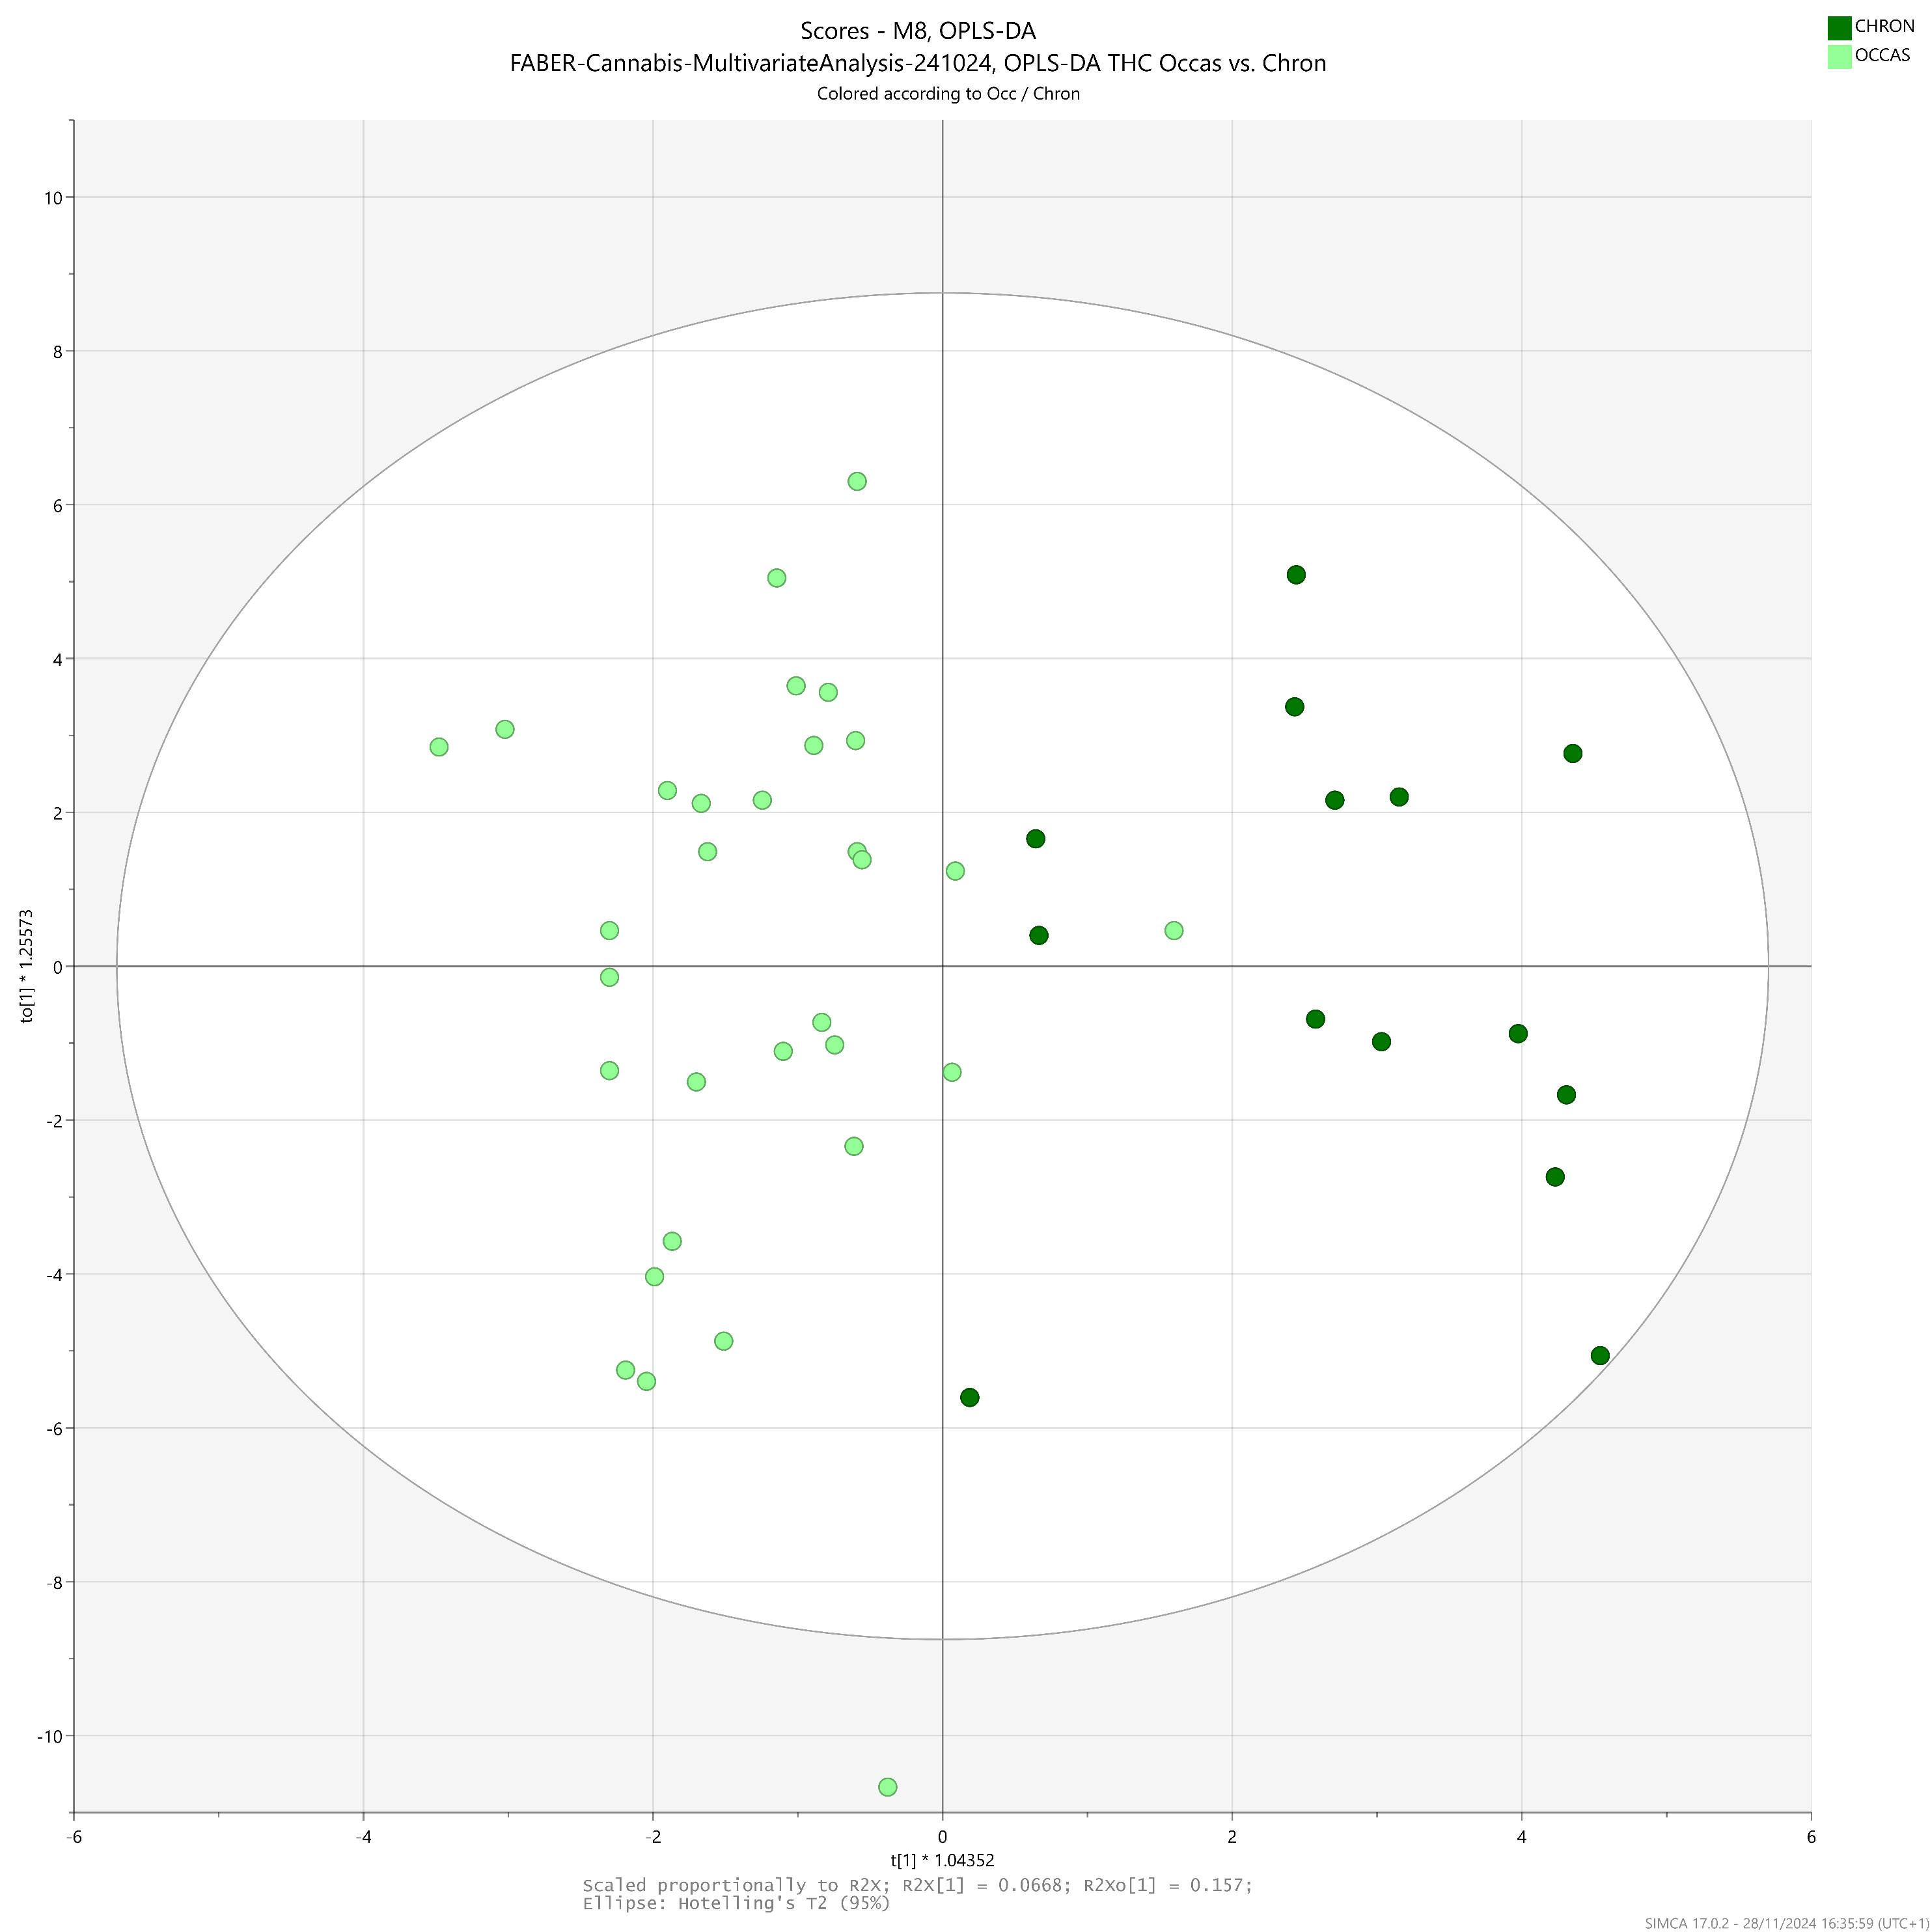 Scores - M8, OPLS-DA
FABER-Cannabis-MultivariateAnalysis-241024, OPLS-DA THC Occas vs. Chron
Colored according to Occ / Chron
CHRON
OCCAS
10
8
6
4
2
0
-2
-4
-6
-8
-10
to[1] * 1.25573
-6 -4 -2 0 2 4 6
t[1] * 1.04352
Scaled proportionally to R2X; R2X[1] = 0.0668; R2Xo[1] = 0.157;
Ellipse: Hotelling's T2 (95%)
SIMCA 17.0.2 - 28/11/2024 16:35:59 (UTC+1)